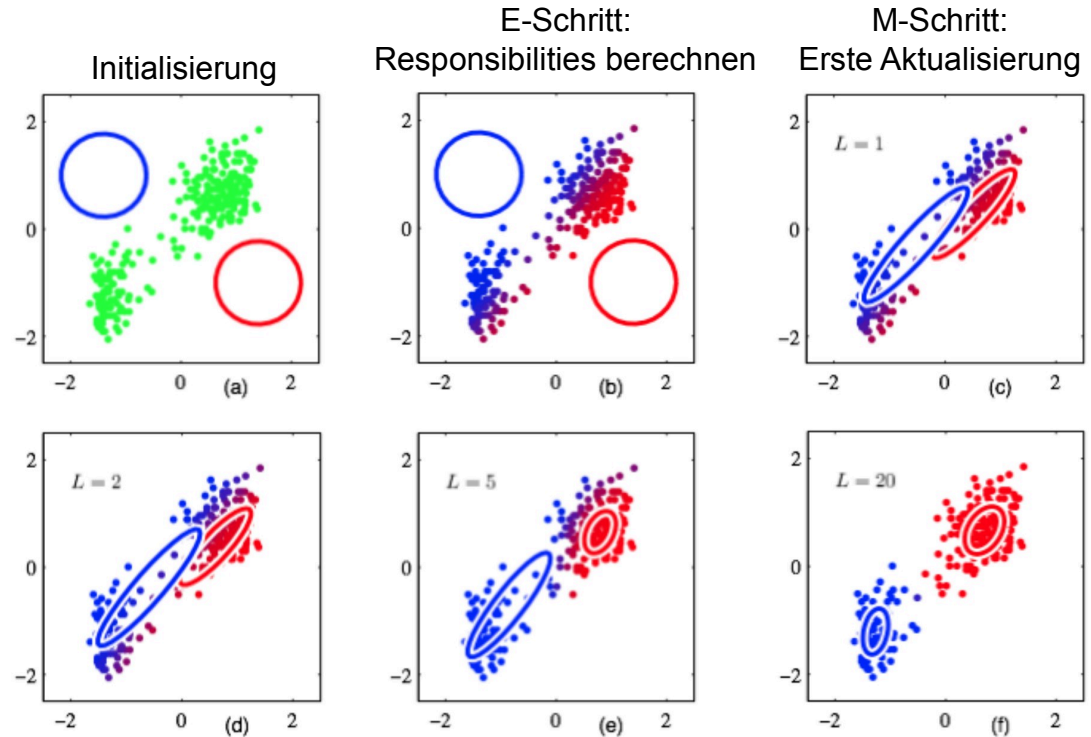 Initialisierung
E-Schritt:
Responsibilities berechnen
M-Schritt:
Erste Aktualisierung
2
0
−2
−2
0
(a)
2
2
0
−2
−2
0
(b)
2
L = 1
2
0
−2
−2
0
(c)
2
L = 2
2
0
−2
−2
0
(d)
2
L = 5
2
0
−2
−2
0
(e)
2
L = 20
2
0
−2
−2
0
(f)
2